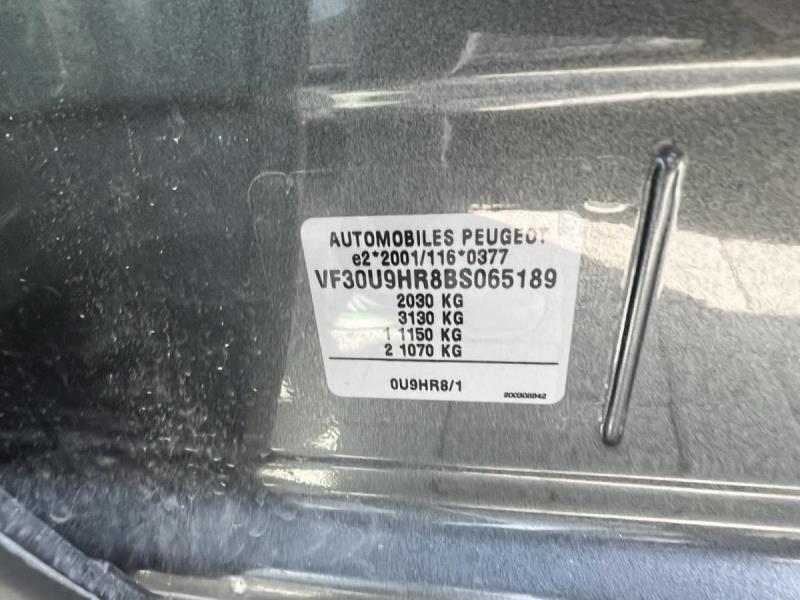 AUTOMOBILES PEUGEOT
e2*2001/116*0377
VF30U9HR8BS065189
2030 KG
3130 KG
1 1150 KG
2 1070 KG
0U9HR8/1
200308942